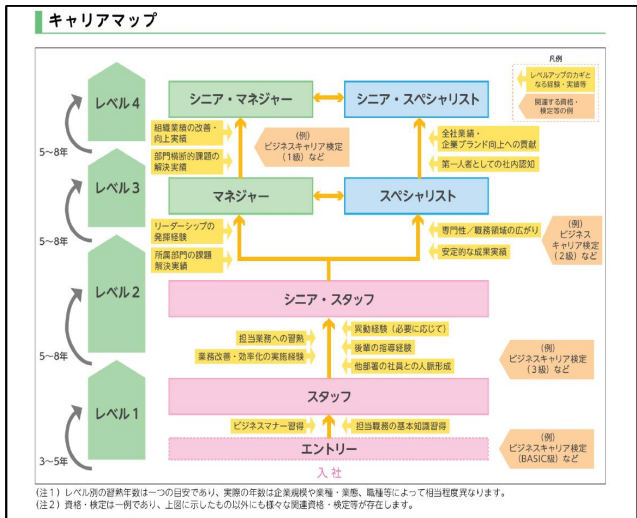 キャリアマップ
凡例
レベルアップのカギと
なる経験・実績等
関連する資格・
検定等の例
レベル4
シニア・マネジャー
シニア・スペシャリスト
組織業績の改善・
向上実績
部門横断的課題の
解決実績
(例)
ビジネスキャリア検定
(1級)など
全社業績・
企業ブランド向上への貢献
第一人者としての社内認知
5~8年
レベル3
マネジャー
スペシャリスト
リーダーシップの
発揮経験
所属部門の課題
解決実績
専門性/職務領域の広がり
安定的な成果実績
(例)
ビジネス
キャリア検定
(2級)など
5~8年
レベル2
シニア・スタッフ
担当業務への習熟
業務改善・効率化の実施経験
異動経験(必要に応じて)
後輩の指導経験
他部署の社員との人脈形成
(例)
ビジネスキャリア検定
(3級)など
5~8年
レベル1
スタッフ
ビジネスマナー習得
担当職務の基本知識習得
エントリー
(例)
ビジネスキャリア検定
(BASIC級)など
3~5年
入社
(注1)レベル別の習熟年数は一つの目安であり、実際の年数は企業規模や業種・業態、職種等によって相当程度異なります。
(注2)資格・検定は一例であり、上図に示したもの以外にも様々な関連資格・検定等が存在します。